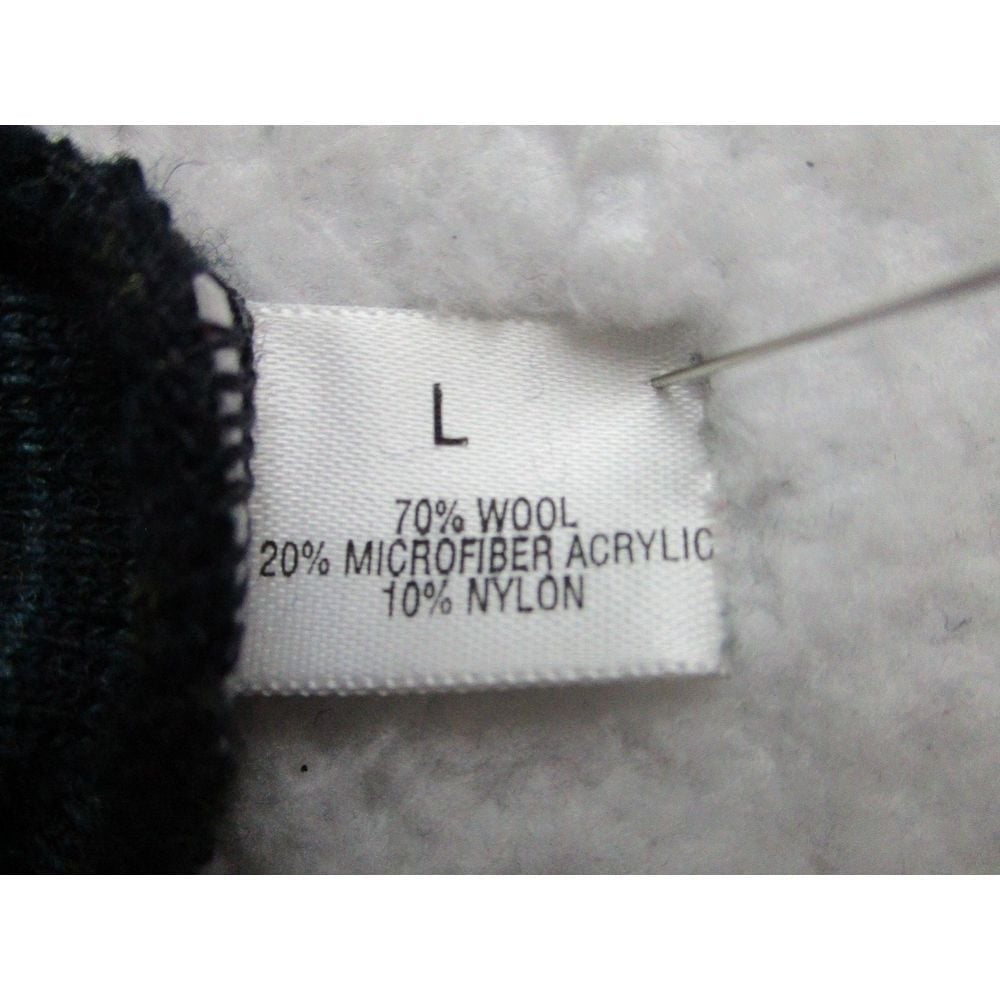 L
70% WOOL
20% MICROFIBER ACRYLIC
10% NYLON